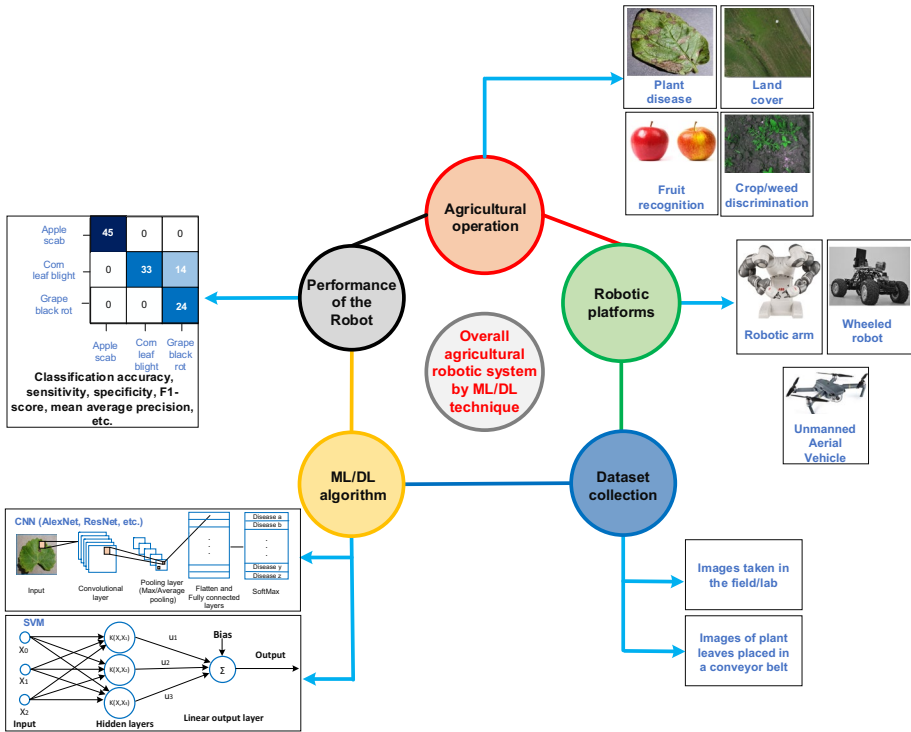 Plant
disease
Land
cover
Fruit
recognition
Crop/weed
discrimination
Agricultural
operation
Performance
of the
Robot
Robotic
platforms
Overall
agricultural
robotic system
by ML/DL
technique
ML/DL
algorithm
Dataset
collection
Apple
scab
45 0 0
Corn
leaf blight
0 33 14
Grape
black rot
0 0 24
Apple
scab
Corn
leaf
blight
Grape
black
rot
Classification accuracy,
sensitivity, specificity, F1-
score, mean average precision,
etc.
Robotic arm
Wheeled
robot
Unmanned
Aerial
Vehicle
CNN (AlexNet, ResNet, etc.)
Disease a
Disease b
Disease y
Disease z
Input
Convolutional
layer
Pooling layer
(Max/Average
pooling)
Flatten and
Fully connected
layers
SoftMax
Images taken
in the
field/lab
Images of plant
leaves placed in
a conveyor belt
SVM
X0
X1
X2
u1
u2
u3
Bias
Σ
Output
Input
Hidden layers
Linear output layer